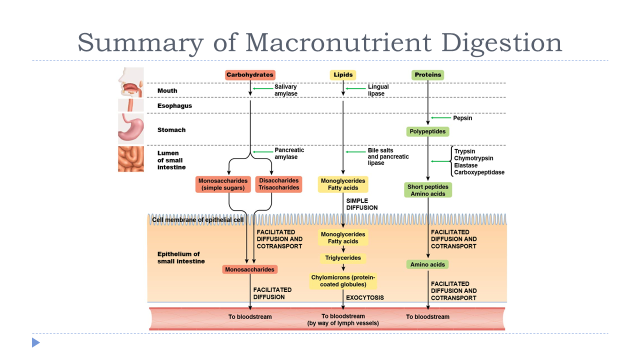 Summary of Macronutrient Digestion
Carbohydrates
Lipids
Proteins
Mouth
Salivary
amylase
Lingual
lipase
Esophagus
Stomach
Pepsin
Polypeptides
Lumen
of small
intestine
Pancreatic
amylase
Bile salts
and pancreatic
lipase
Trypsin
Chymotrypsin
Elastase
Carboxypeptidase
Monosaccharides
(simple sugars)
Disaccharides
Trisaccharides
Monoglycerides
Fatty acids
Short peptides
Amino acids
SIMPLE
DIFFUSION
Cell membrane of epithelial cell
FACILITATED
DIFFUSION AND
COTRANSPORT
Monoglycerides
Fatty acids
FACILITATED
DIFFUSION AND
COTRANSPORT
Epithelium of
small intestine
Triglycerides
Monosaccharides
Amino acids
Chylomicrons (protein-
coated globules)
FACILITATED
DIFFUSION
EXOCYTOSIS
FACILITATED
DIFFUSION AND
COTRANSPORT
To bloodstream
To bloodstream
(by way of lymph vessels)
To bloodstream